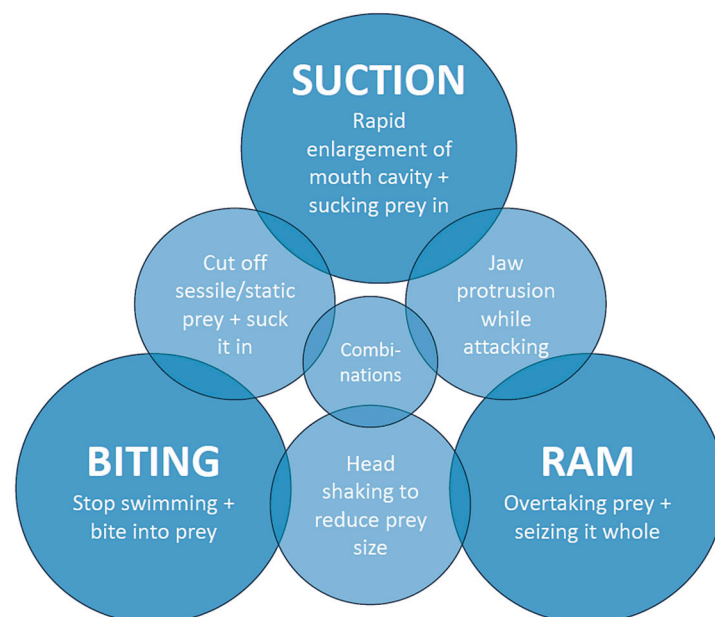 SUCTION
Rapid
enlargement of
mouth cavity +
sucking prey in
Cut off
sessile/static
prey + suck
it in
Jaw
protrusion
while
attacking
Combi-
nations
BITING
Stop swimming +
bite into prey
Head
shaking to
reduce prey
size
RAM
Overtaking prey +
seizing it whole